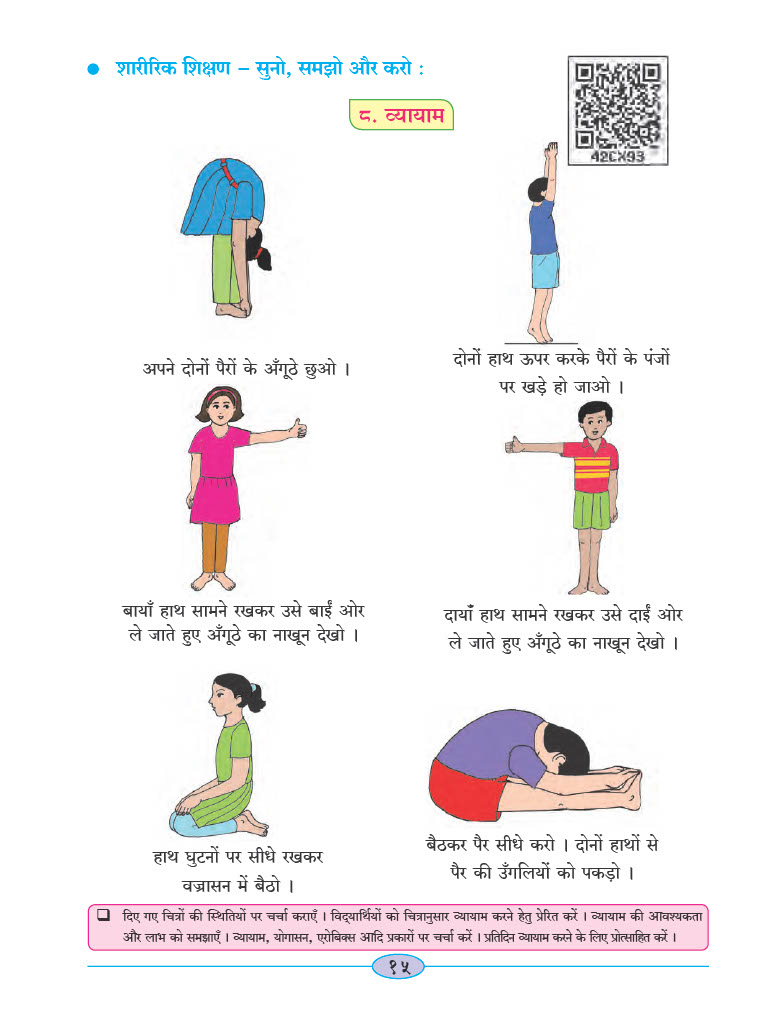 ● शारीरिक शिक्षण – सुनो, समझो और करो :
42CX93
८. व्यायाम
अपने दोनों पैरों के अँगूठे छुओ ।
दोनों हाथ ऊपर करके पैरों के पंजों
पर खड़े हो जाओ ।
बायाँ हाथ सामने रखकर उसे बाईं ओर
ले जाते हुए अँगूठे का नाखून देखो ।
दायाँ हाथ सामने रखकर उसे दाईं ओर
ले जाते हुए अँगूठे का नाखून देखो ।
हाथ घुटनों पर सीधे रखकर
वज्रासन में बैठो ।
बैठकर पैर सीधे करो । दोनों हाथों से
पैर की उँगलियों को पकड़ो ।
❑ दिए गए चित्रों की स्थितियों पर चर्चा कराएँ । विद्‌यार्थियों को चित्रानुसार व्यायाम करने हेतु प्रेरित करें । व्यायाम की आवश्यकता
और लाभ को समझाएँ । व्यायाम, योगासन, एरोबिक्स आदि प्रकारों पर चर्चा करें । प्रतिदिन व्यायाम करने के लिए प्रोत्साहित करें ।
१५